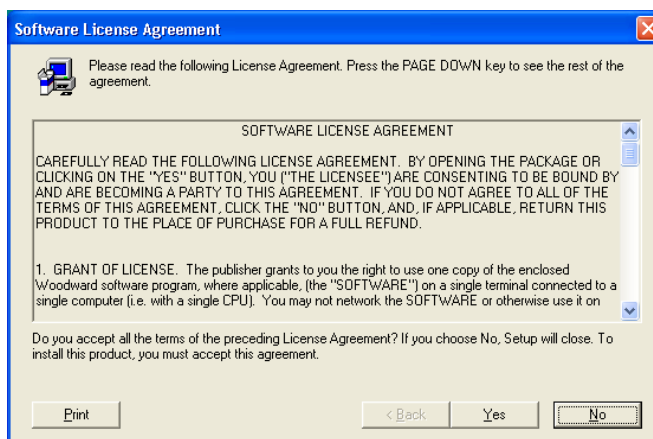 Software License Agreement
Please read the following License Agreement. Press the PAGE DOWN key to see the rest of the
agreement.
SOFTWARE LICENSE AGREEMENT
CAREFULLY READ THE FOLLOWING LICENSE AGREEMENT. BY OPENING THE PACKAGE OR
CLICKING ON THE "YES" BUTTON, YOU ("THE LICENSEE") ARE CONSENTING TO BE BOUND BY
AND ARE BECOMING A PARTY TO THIS AGREEMENT. IF YOU DO NOT AGREE TO ALL OF THE
TERMS OF THIS AGREEMENT, CLICK THE "NO" BUTTON, AND, IF APPLICABLE, RETURN THIS
PRODUCT TO THE PLACE OF PURCHASE FOR A FULL REFUND.
1. GRANT OF LICENSE. The publisher grants to you the right to use one copy of the enclosed
Woodward software program, where applicable, (the "SOFTWARE") on a single terminal connected to a
single computer (i.e. with a single CPU). You may not network the SOFTWARE or otherwise use it on
Do you accept all the terms of the preceding License Agreement? If you choose No, Setup will close. To
install this product, you must accept this agreement.
Print
< Back
Yes
No